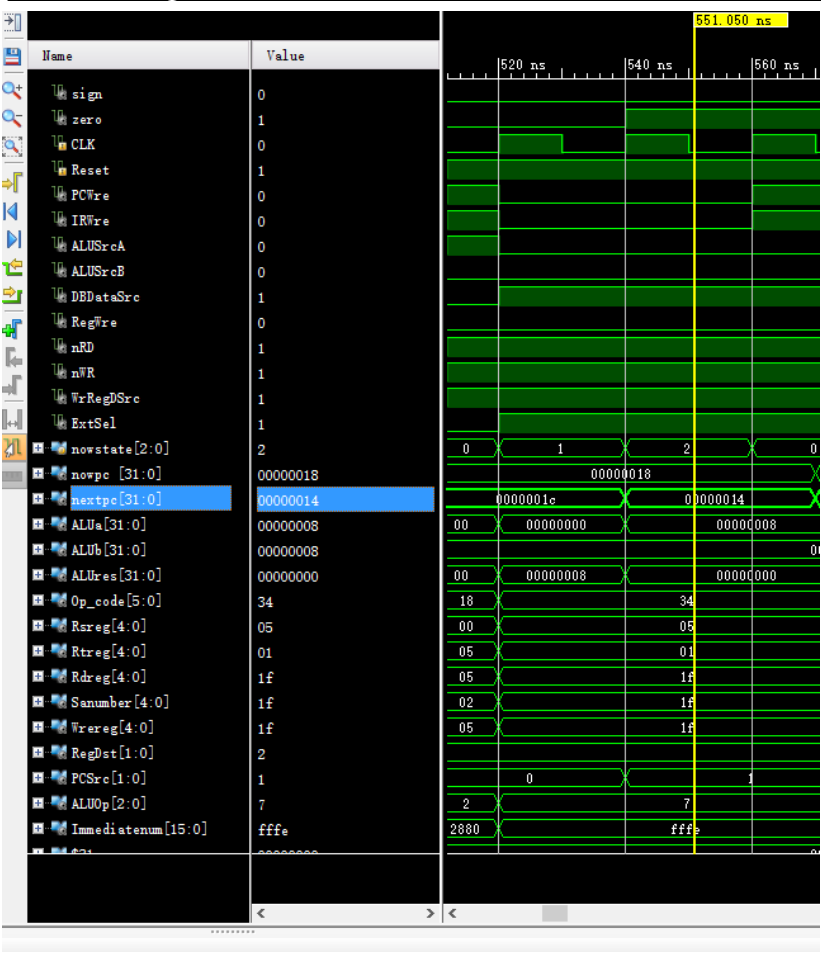 551.050 ns
Name Value
520 ns 540 ns 560 ns
sign 0
zero 1
CLK 0
Reset 1
PCWre 0
IRWre 0
ALUSrcA 0
ALUSrcB 0
DBDataSrc 1
RegWre 0
nRD 1
nWR 1
WrRegDSrc 1
ExtSel 1
nowstate[2:0] 2 0 1 2 0
nowpc [31:0] 00000018 00000018
nextpc[31:0] 00000014 0000001c 00000014
ALUa[31:0] 00000008 00 00000000 00000008
ALUb[31:0] 00000008
ALUres[31:0] 00000000 00 00000008 00000000
Op_code[5:0] 34 18 34
Rsreg[4:0] 05 00 05
Rtreg[4:0] 01 05 01
Rdreg[4:0] 1f 05 1f
Sanumber[4:0] 1f 02 1f
Wrereg[4:0] 1f 05 1f
RegDst[1:0] 2
PCSrc[1:0] 1 0 1
ALUOp[2:0] 7 2 7
Immediatenum[15:0] fffe 2880 fffe